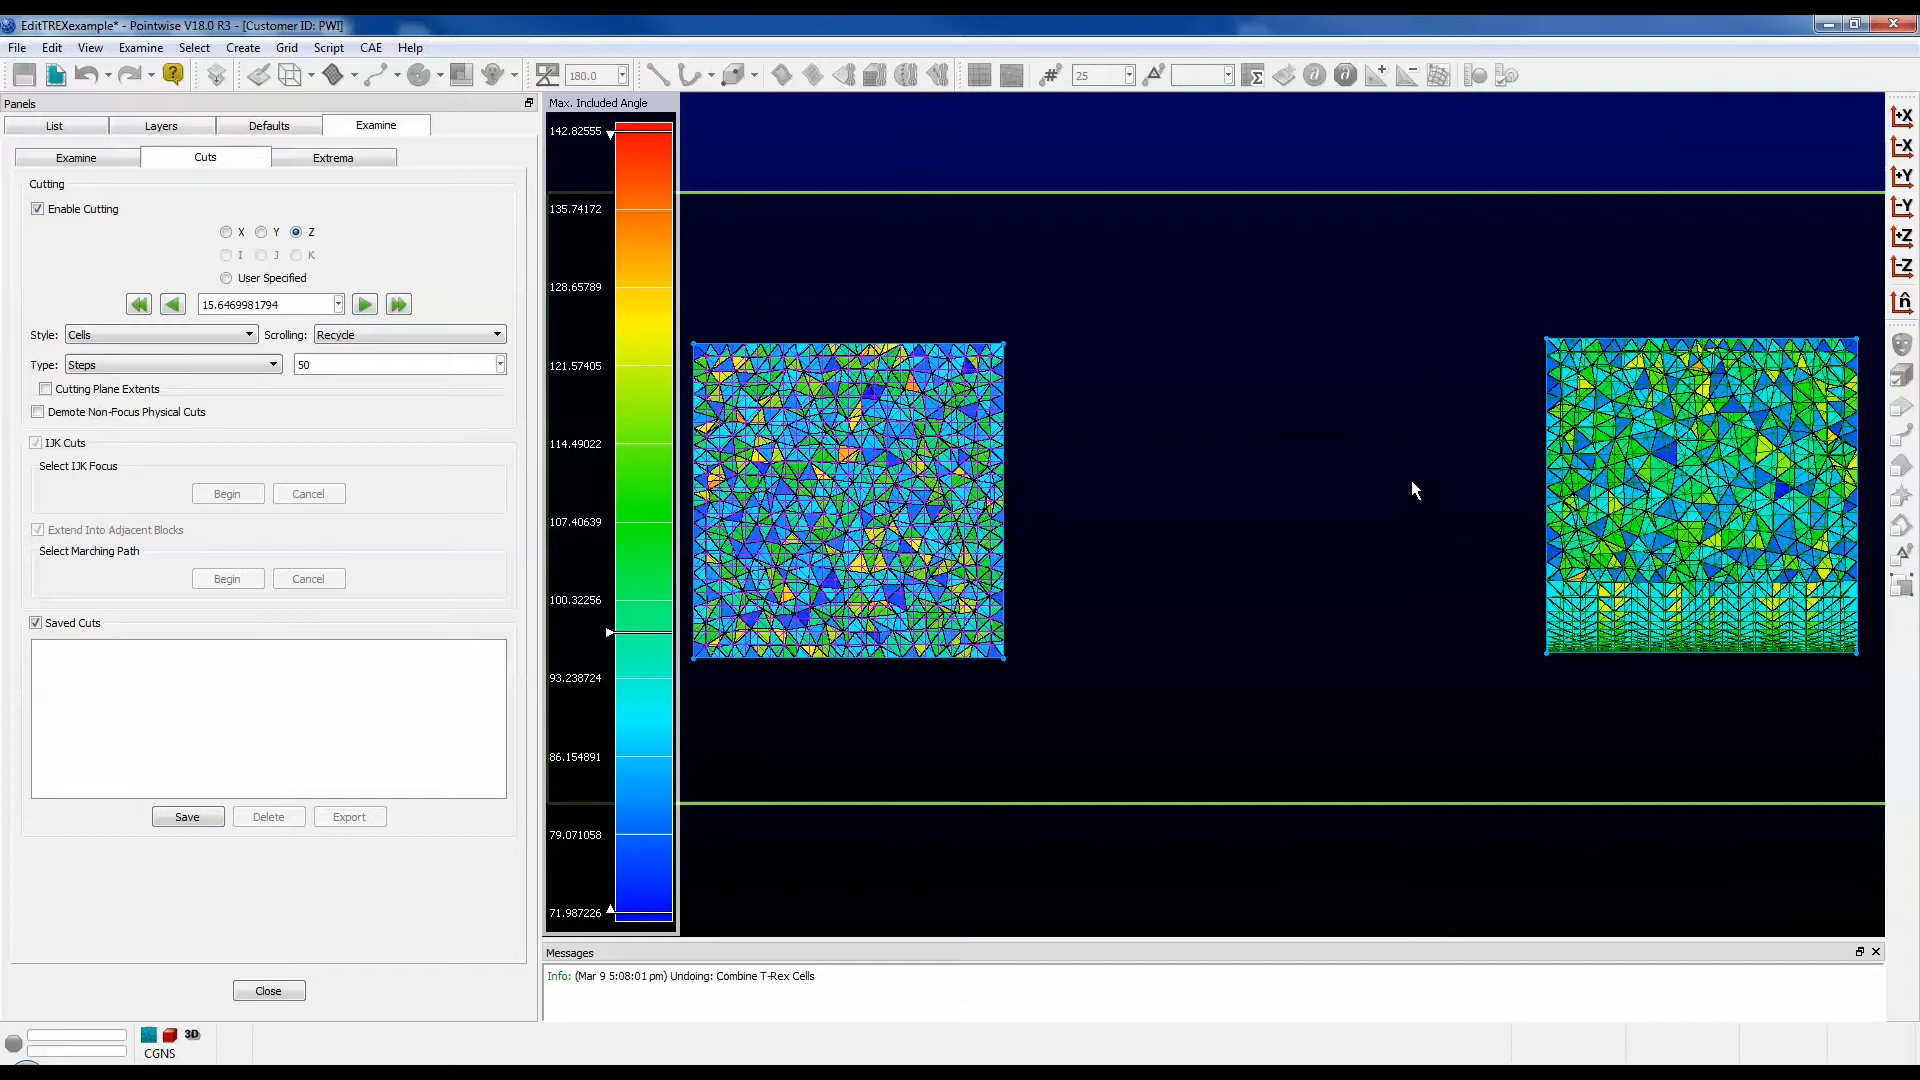 EditTREXexample* - Pointwise V18.0 R3 - [Customer ID: PWI]
File Edit View Examine Select Create Grid Script CAE Help
180.0 25
Panels
List Layers Defaults Examine
Examine Cuts Extrema
Cutting
Enable Cutting
X Y Z
I J K
User Specified
15.6469981794
Style: Cells Scrolling: Recycle
Type: Steps 50
Cutting Plane Extents
Demote Non-Focus Physical Cuts
IJK Cuts
Select IJK Focus
Begin Cancel
Extend Into Adjacent Blocks
Select Marching Path
Begin Cancel
Saved Cuts
Save Delete Export
Close
Max. Included Angle
142.82555
135.74172
128.65789
121.57405
114.49022
107.40639
100.32256
93.238724
86.154891
79.071058
71.987226
+X
-X
+Y
-Y
+Z
-Z
n̂
Messages
Info: (Mar 9 5:08:01 pm) Undoing: Combine T-Rex Cells
3D
CGNS